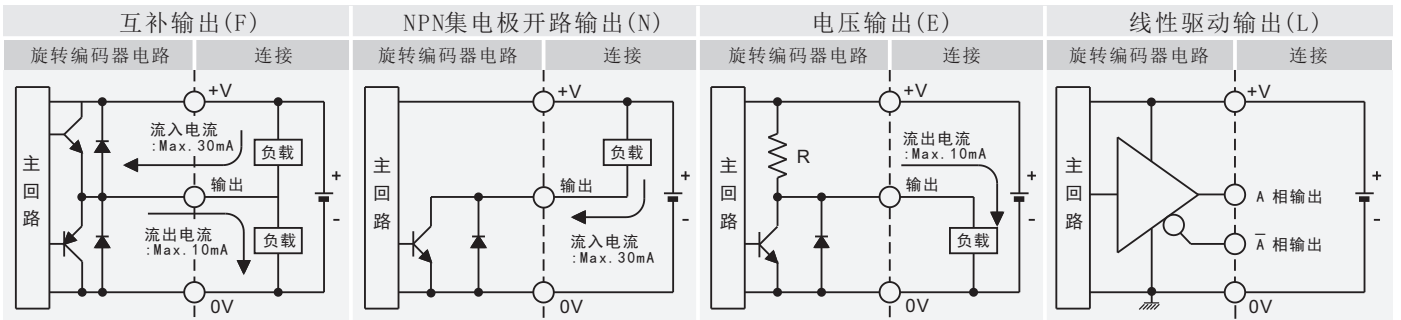 互补输出(F)
旋转编码器电路
连接
主
回
路
+V
流入电流
:Max.30mA
负载
输出
+
-
流出电流
:Max.10mA
负载
0V
NPN集电极开路输出(N)
旋转编码器电路
连接
主
回
路
+V
负载
输出
+
-
流入电流
:Max.30mA
0V
电压输出(E)
旋转编码器电路
连接
主
回
路
R
+V
流出电流
:Max.10mA
输出
+
-
负载
0V
线性驱动输出(L)
旋转编码器电路
连接
主
回
路
+V
+
-
A 相输出
A̅ 相输出
0V